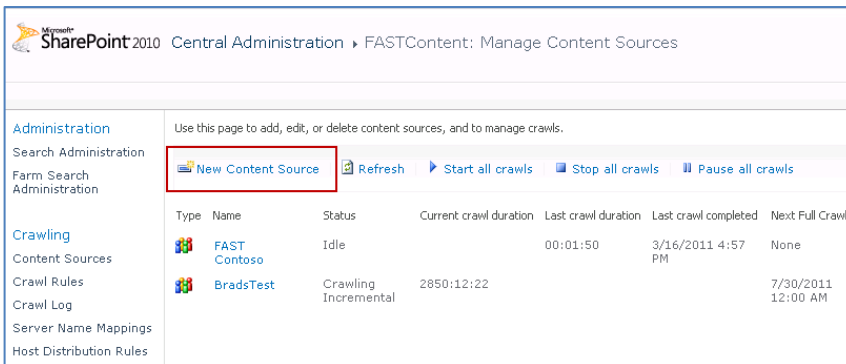 Microsoft®
SharePoint 2010 Central Administration ▸ FASTContent: Manage Content Sources
Administration
Search Administration
Farm Search
Administration
Crawling
Content Sources
Crawl Rules
Crawl Log
Server Name Mappings
Host Distribution Rules
Use this page to add, edit, or delete content sources, and to manage crawls.
New Content Source Refresh Start all crawls Stop all crawls Pause all crawls
Type Name Status Current crawl duration Last crawl duration Last crawl completed Next Full Crawl
FAST Idle 00:01:50 3/16/2011 4:57 None
Contoso PM
BradsTest Crawling 2850:12:22 7/30/2011
Incremental 12:00 AM